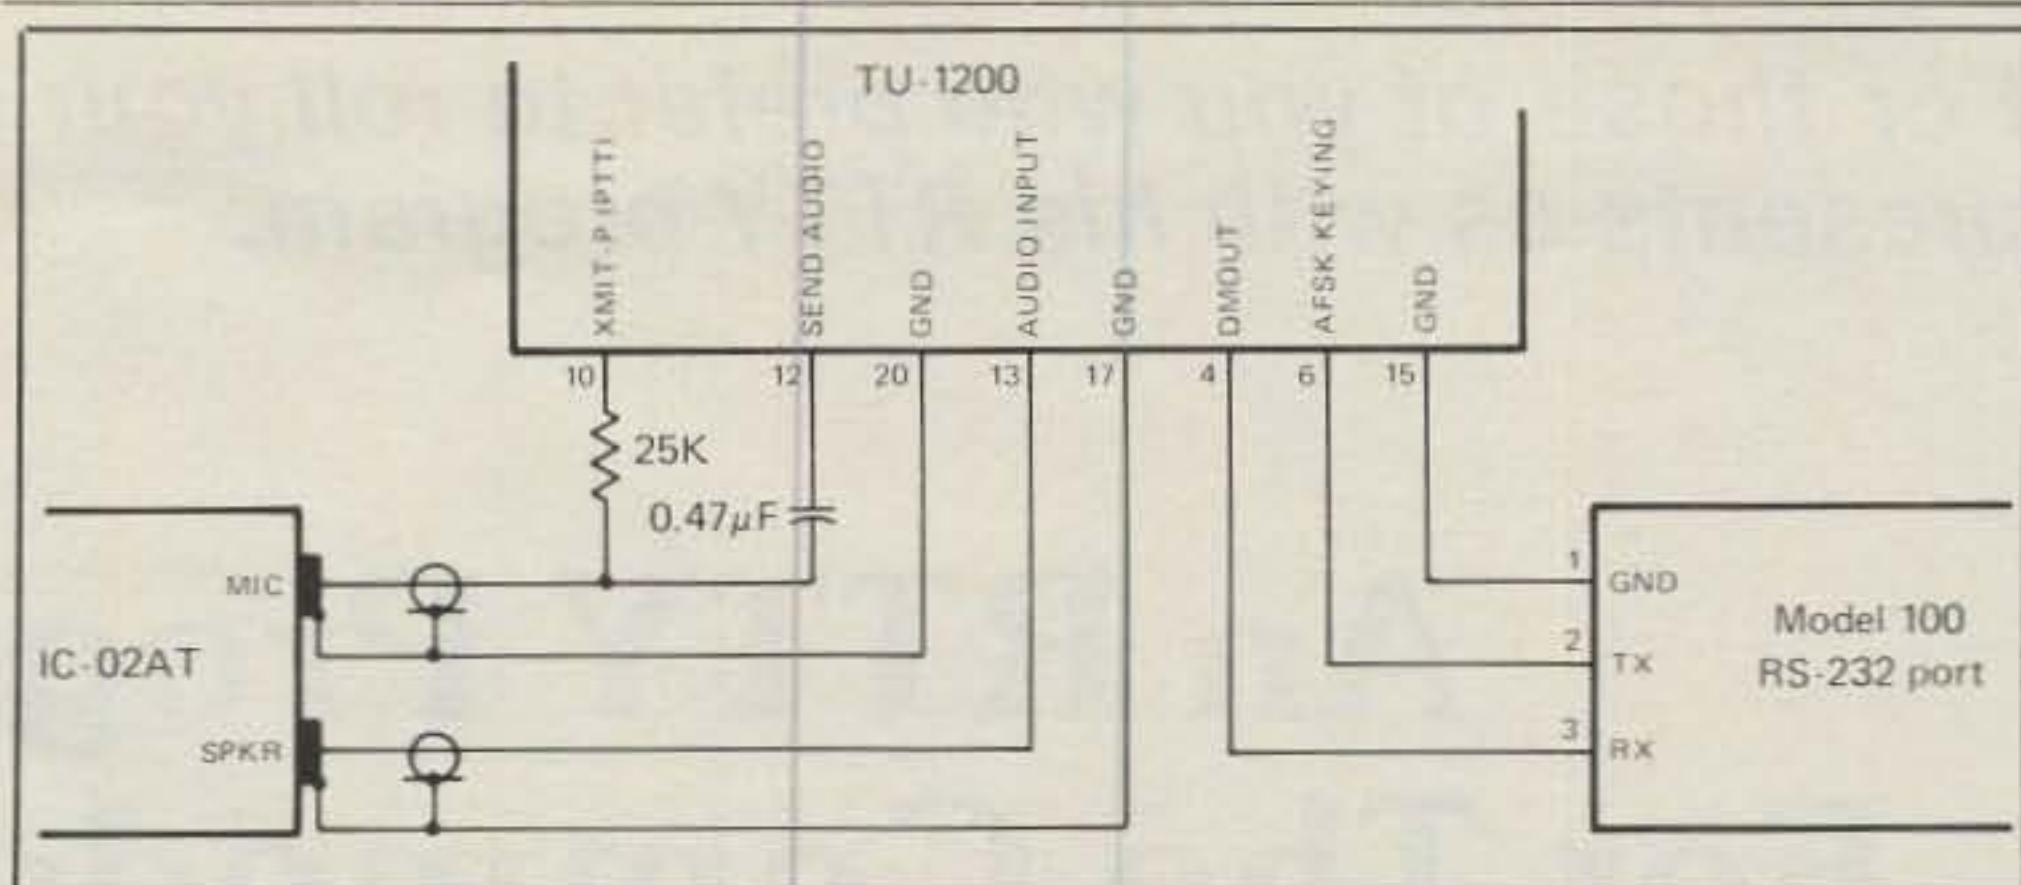 TU-1200
XMIT-P (PTT)
SEND AUDIO
GND
AUDIO INPUT
GND
DMOUT
AFSK KEYING
GND
10
12
20
13
17
4
6
15
25K
0.47µF
MIC
IC-02AT
SPKR
1
GND
2
TX
3
RX
Model 100
RS-232 port